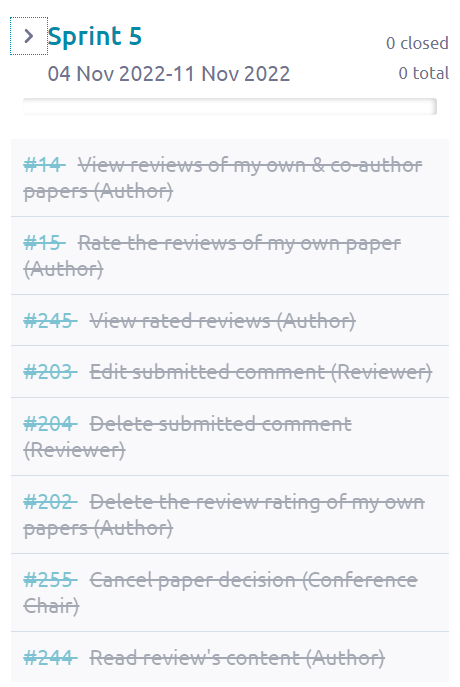 Sprint 5
0 closed
04 Nov 2022-11 Nov 2022
0 total
#14 View reviews of my own & co-author
papers (Author)
#15 Rate the reviews of my own paper
(Author)
#245 View rated reviews (Author)
#203 Edit submitted comment (Reviewer)
#204 Delete submitted comment
(Reviewer)
#202 Delete the review rating of my own
papers (Author)
#255 Cancel paper decision (Conference
Chair)
#244 Read review's content (Author)